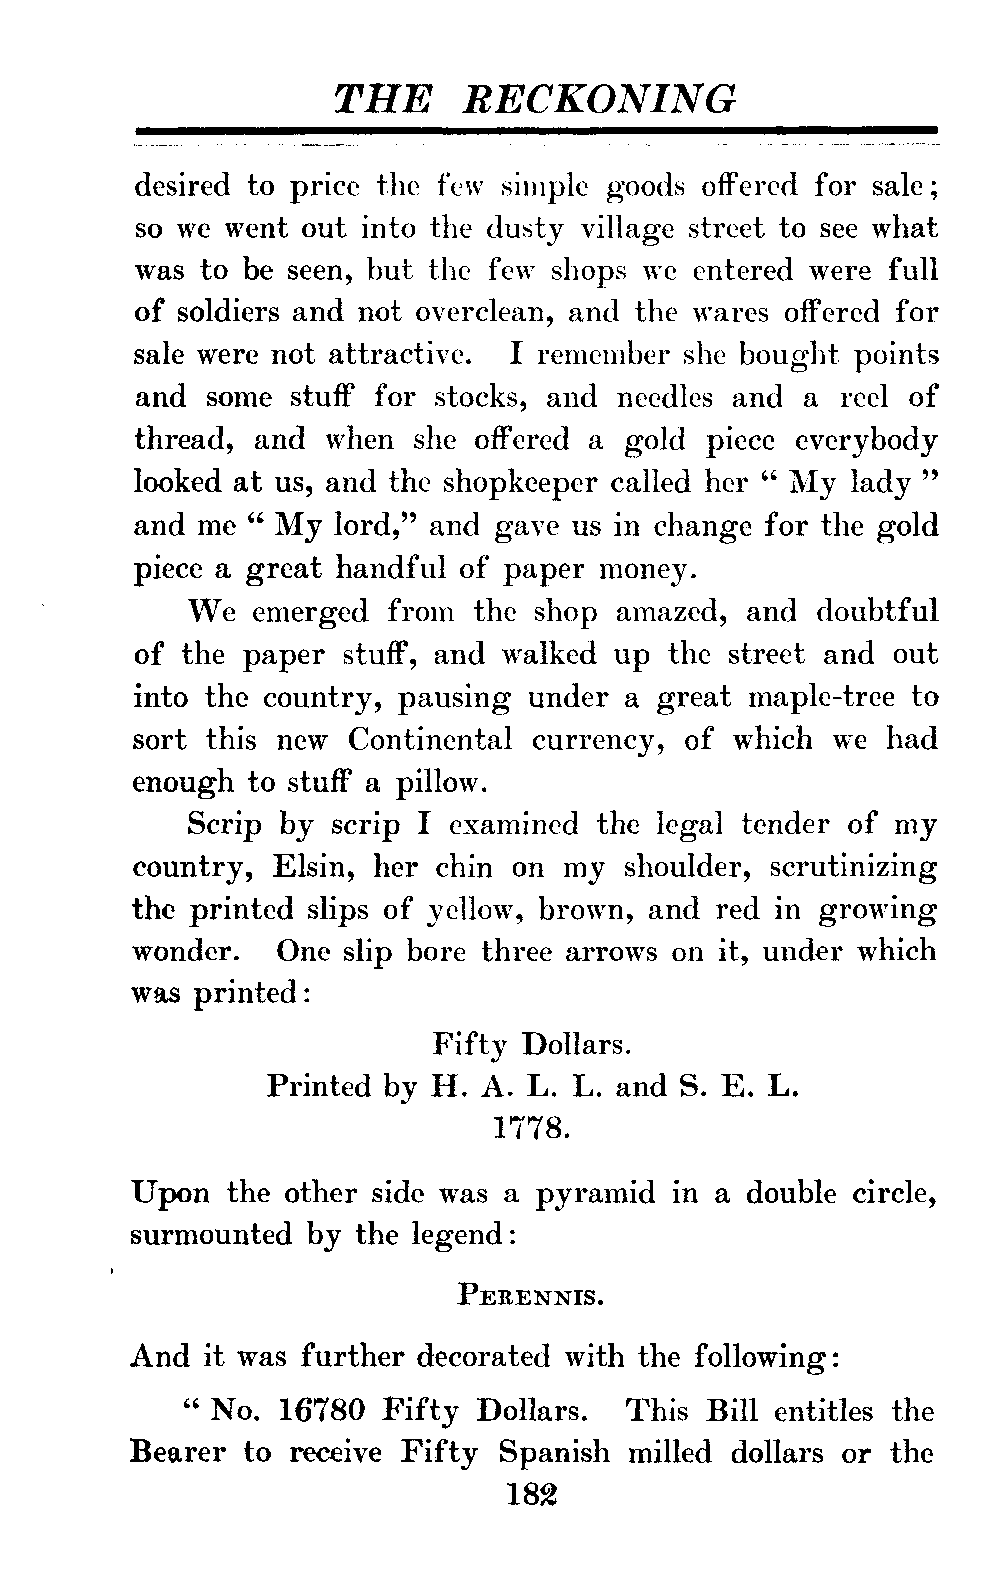 THE RECKONING
desired to price the few simple goods offered for sale;
so we went out into the dusty village street to see what
was to be seen, but the few shops we entered were full
of soldiers and not overclean, and the wares offered for
sale were not attractive. I remember she bought points
and some stuff for stocks, and needles and a reel of
thread, and when she offered a gold piece everybody
looked at us, and the shopkeeper called her “ My lady ”
and me “ My lord,” and gave us in change for the gold
piece a great handful of paper money.
We emerged from the shop amazed, and doubtful
of the paper stuff, and walked up the street and out
into the country, pausing under a great maple-tree to
sort this new Continental currency, of which we had
enough to stuff a pillow.
Scrip by scrip I examined the legal tender of my
country, Elsin, her chin on my shoulder, scrutinizing
the printed slips of yellow, brown, and red in growing
wonder. One slip bore three arrows on it, under which
was printed:
Fifty Dollars.
Printed by H. A. L. L. and S. E. L.
1778.
Upon the other side was a pyramid in a double circle,
surmounted by the legend:
PERENNIS.
And it was further decorated with the following:
“ No. 16780 Fifty Dollars. This Bill entitles the
Bearer to receive Fifty Spanish milled dollars or the
182